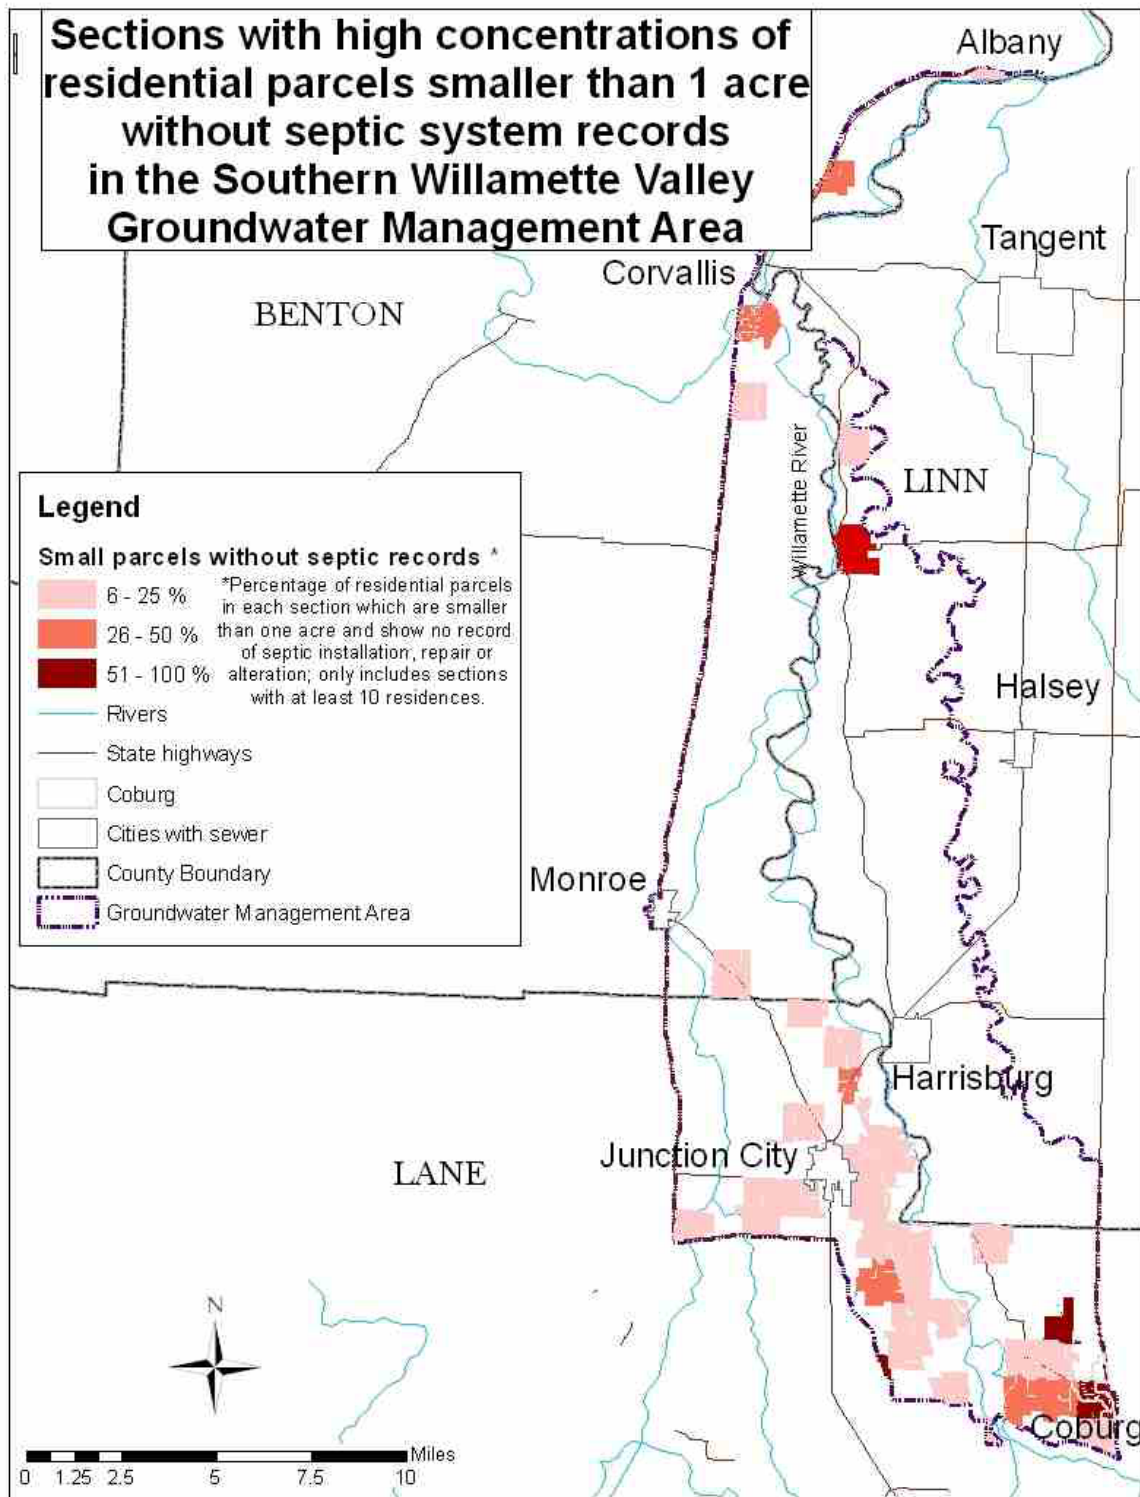 Sections with high concentrations of
residential parcels smaller than 1 acre
without septic system records
in the Southern Willamette Valley
Groundwater Management Area
Albany
Tangent
Corvallis
BENTON
Willamette River
LINN
Legend
Small parcels without septic records *
6 - 25 %
26 - 50 %
51 - 100 %
*Percentage of residential parcels
in each section which are smaller
than one acre and show no record
of septic installation, repair or
alteration; only includes sections
with at least 10 residences.
Rivers
State highways
Coburg
Cities with sewer
County Boundary
Groundwater Management Area
Halsey
Monroe
Harrisburg
Junction City
LANE
N
Coburg
Miles
0 1.25 2.5 5 7.5 10